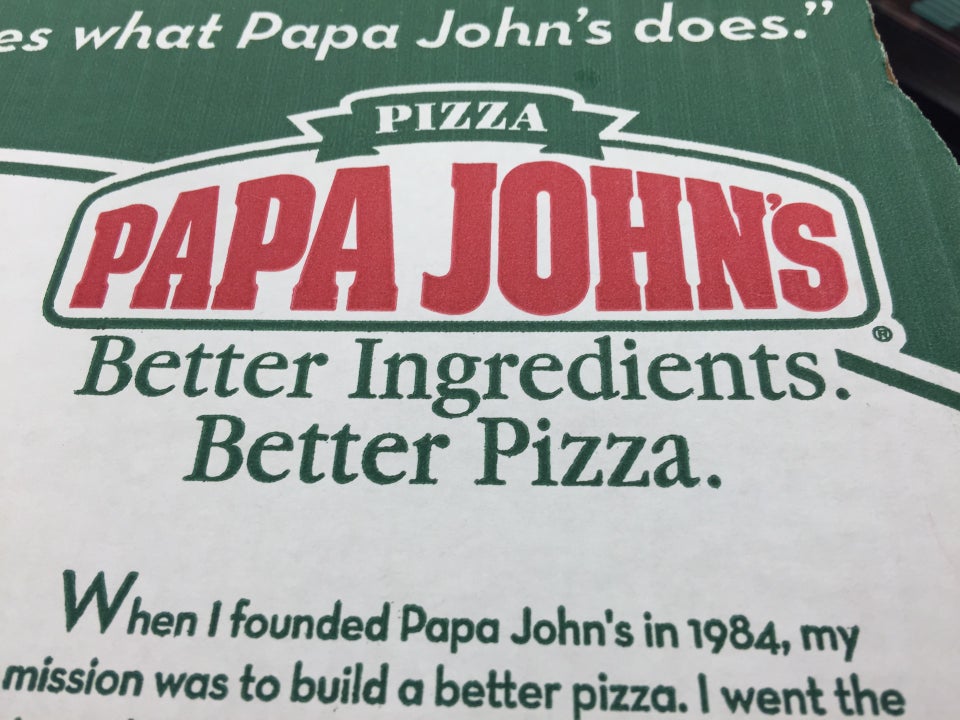 what Papa John's does.”
PIZZA
PAPA JOHN'S
®
Better Ingredients.
Better Pizza.
When I founded Papa John's in 1984, my
mission was to build a better pizza. I went the